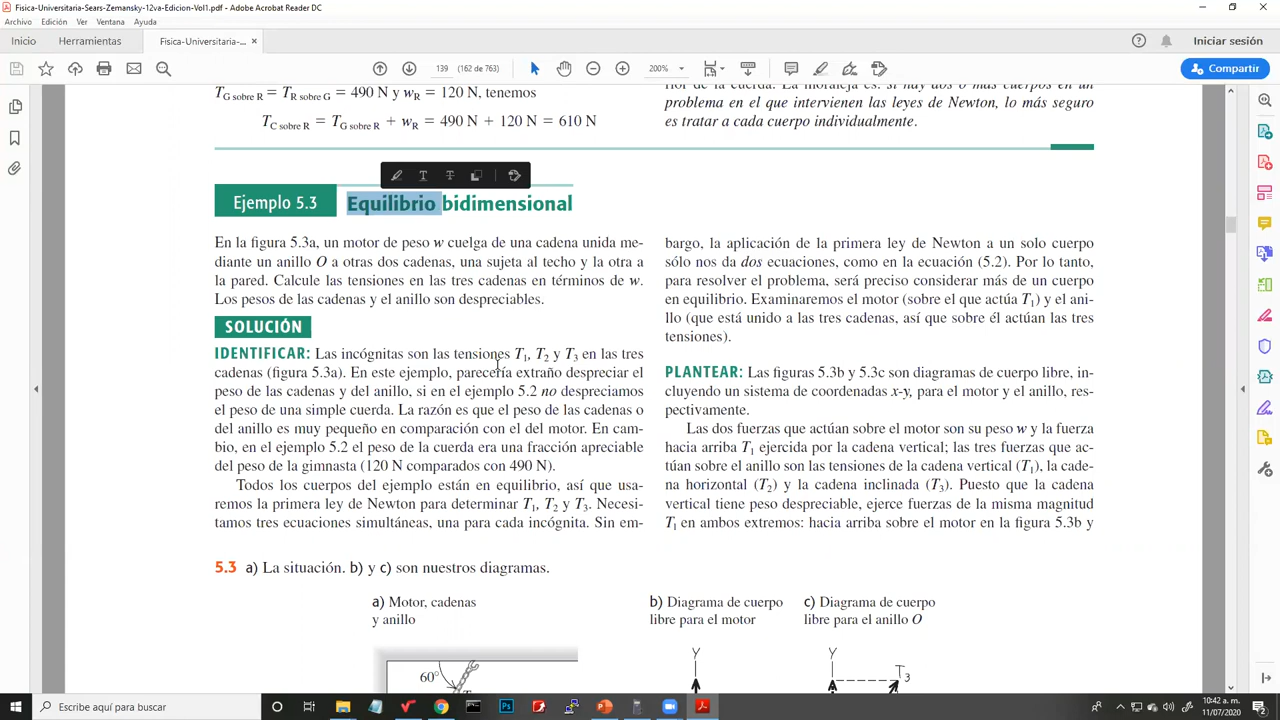 Fisica-Universitaria-Sears-Zemansky-12va-Edicion-Vol1.pdf - Adobe Acrobat Reader DC
Archivo Edición Ver Ventana Ayuda
Inicio Herramientas Fisica-Universitaria-... × Iniciar sesión
139 (162 de 763) 200% Compartir
T_G sobre R = T_R sobre G = 490 N y w_R = 120 N, tenemos
T_C sobre R = T_G sobre R + w_R = 490 N + 120 N = 610 N
problema en el que intervienen las leyes de Newton, lo más seguro
es tratar a cada cuerpo individualmente.
Ejemplo 5.3 Equilibrio bidimensional
En la figura 5.3a, un motor de peso w cuelga de una cadena unida me-
diante un anillo O a otras dos cadenas, una sujeta al techo y la otra a
la pared. Calcule las tensiones en las tres cadenas en términos de w.
Los pesos de las cadenas y el anillo son despreciables.
SOLUCIÓN
IDENTIFICAR: Las incógnitas son las tensiones T1, T2 y T3 en las tres
cadenas (figura 5.3a). En este ejemplo, parecería extraño despreciar el
peso de las cadenas y del anillo, si en el ejemplo 5.2 no despreciamos
el peso de una simple cuerda. La razón es que el peso de las cadenas o
del anillo es muy pequeño en comparación con el del motor. En cam-
bio, en el ejemplo 5.2 el peso de la cuerda era una fracción apreciable
del peso de la gimnasta (120 N comparados con 490 N).
Todos los cuerpos del ejemplo están en equilibrio, así que usa-
remos la primera ley de Newton para determinar T1, T2 y T3. Necesi-
tamos tres ecuaciones simultáneas, una para cada incógnita. Sin em-
bargo, la aplicación de la primera ley de Newton a un solo cuerpo
sólo nos da dos ecuaciones, como en la ecuación (5.2). Por lo tanto,
para resolver el problema, será preciso considerar más de un cuerpo
en equilibrio. Examinaremos el motor (sobre el que actúa T1) y el ani-
llo (que está unido a las tres cadenas, así que sobre él actúan las tres
tensiones).
PLANTEAR: Las figuras 5.3b y 5.3c son diagramas de cuerpo libre, in-
cluyendo un sistema de coordenadas x-y, para el motor y el anillo, res-
pectivamente.
Las dos fuerzas que actúan sobre el motor son su peso w y la fuerza
hacia arriba T1 ejercida por la cadena vertical; las tres fuerzas que ac-
túan sobre el anillo son las tensiones de la cadena vertical (T1), la cade-
na horizontal (T2) y la cadena inclinada (T3). Puesto que la cadena
vertical tiene peso despreciable, ejerce fuerzas de la misma magnitud
T1 en ambos extremos: hacia arriba sobre el motor en la figura 5.3b y
5.3 a) La situación. b) y c) son nuestros diagramas.
a) Motor, cadenas
y anillo
b) Diagrama de cuerpo
libre para el motor
c) Diagrama de cuerpo
libre para el anillo O
60°
Y
Y
T3
Escribe aquí para buscar
10:42 a. m.
11/07/2020
2